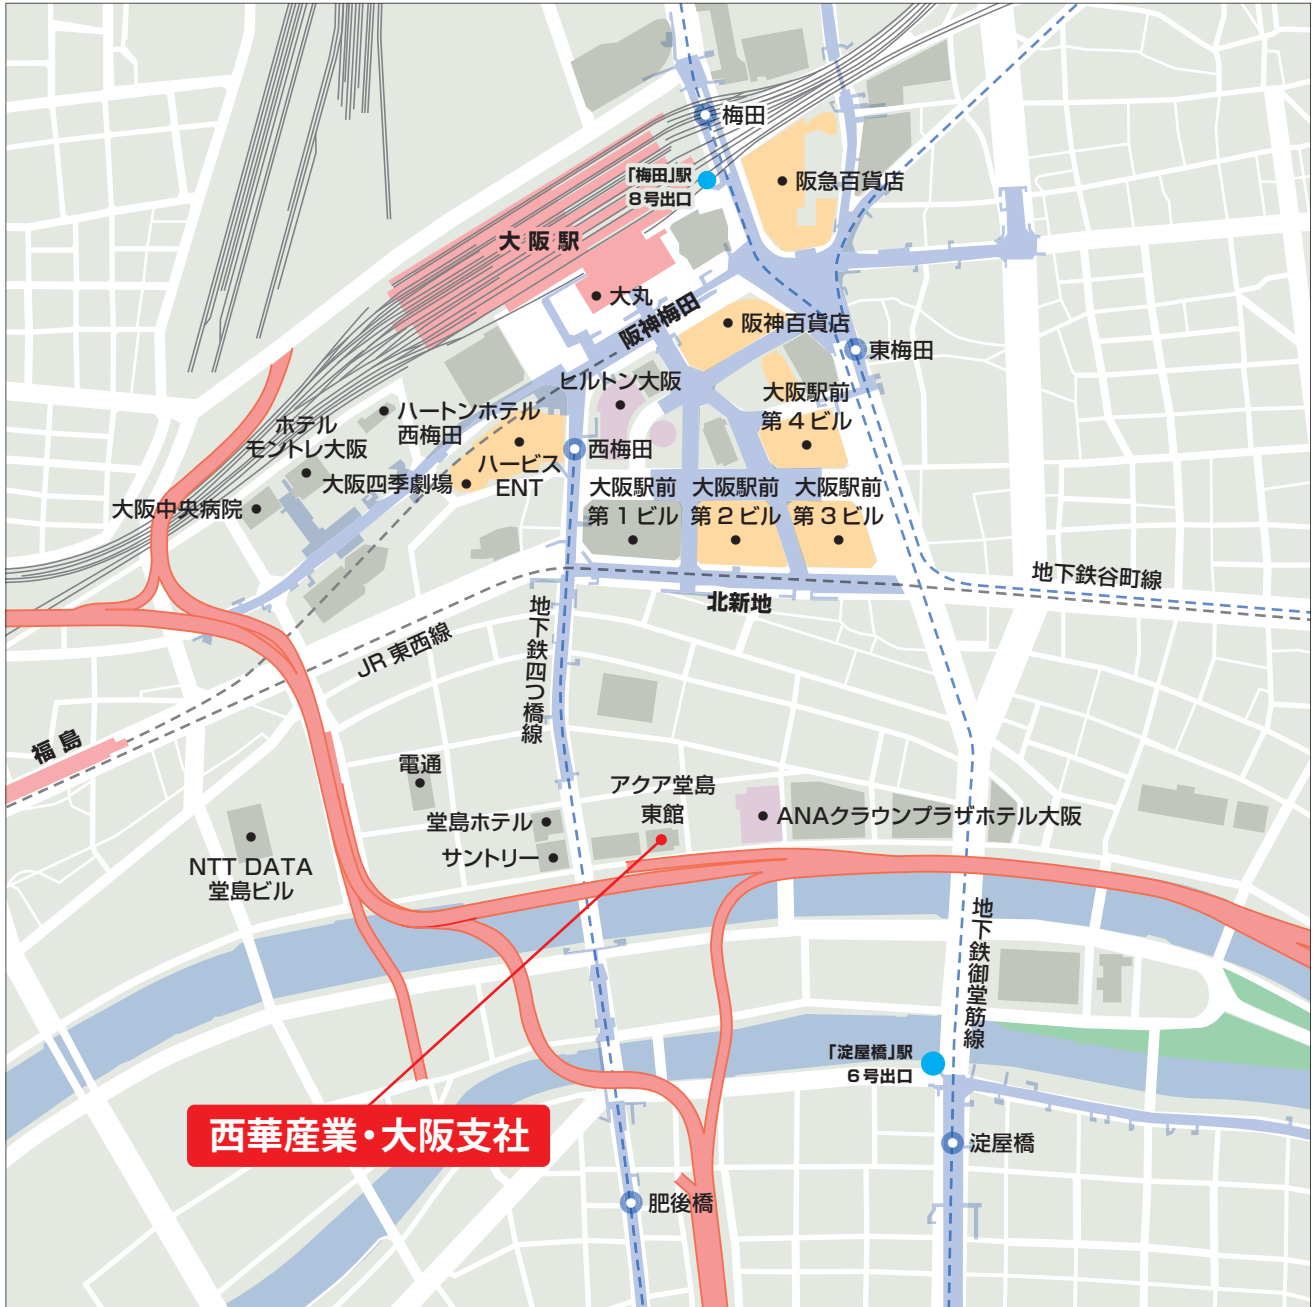 梅田
「梅田」駅
8号出口
阪急百貨店
大阪駅
大丸
阪神梅田
阪神百貨店
東梅田
ヒルトン大阪
大阪駅前
第4ビル
ハートンホテル
西梅田
ホテル
モントレ大阪
西梅田
ハービス
ENT
大阪四季劇場
大阪中央病院
大阪駅前
第1ビル
大阪駅前
第2ビル
大阪駅前
第3ビル
地下鉄谷町線
北新地
JR東西線
地下鉄四つ橋線
福島
電通
アクア堂島
東館
堂島ホテル
ANAクラウンプラザホテル大阪
サントリー
NTT DATA
堂島ビル
地下鉄御堂筋線
「淀屋橋」駅
6号出口
西華産業・大阪支社
淀屋橋
肥後橋